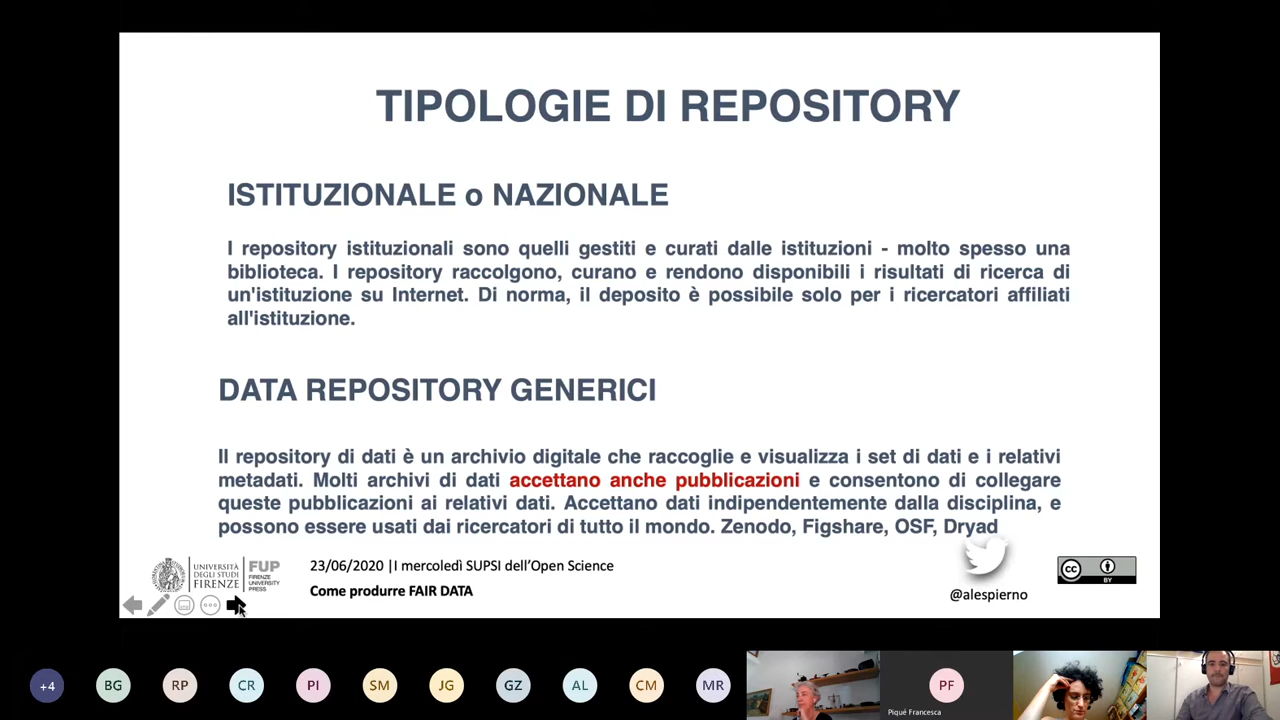 TIPOLOGIE DI REPOSITORY
ISTITUZIONALE o NAZIONALE
I repository istituzionali sono quelli gestiti e curati dalle istituzioni - molto spesso una
biblioteca. I repository raccolgono, curano e rendono disponibili i risultati di ricerca di
un'istituzione su Internet. Di norma, il deposito è possibile solo per i ricercatori affiliati
all'istituzione.
DATA REPOSITORY GENERICI
Il repository di dati è un archivio digitale che raccoglie e visualizza i set di dati e i relativi
metadati. Molti archivi di dati accettano anche pubblicazioni e consentono di collegare
queste pubblicazioni ai relativi dati. Accettano dati indipendentemente dalla disciplina, e
possono essere usati dai ricercatori di tutto il mondo. Zenodo, Figshare, OSF, Dryad
UNIVERSITÀ
DEGLI STUDI
FIRENZE
FUP
FIRENZE
UNIVERSITY
PRESS
23/06/2020 |I mercoledì SUPSI dell'Open Science
Come produrre FAIR DATA
@alespierno
CC BY
+4 BG RP CR PI SM JG GZ AL CM MR PF
Piqué Francesca